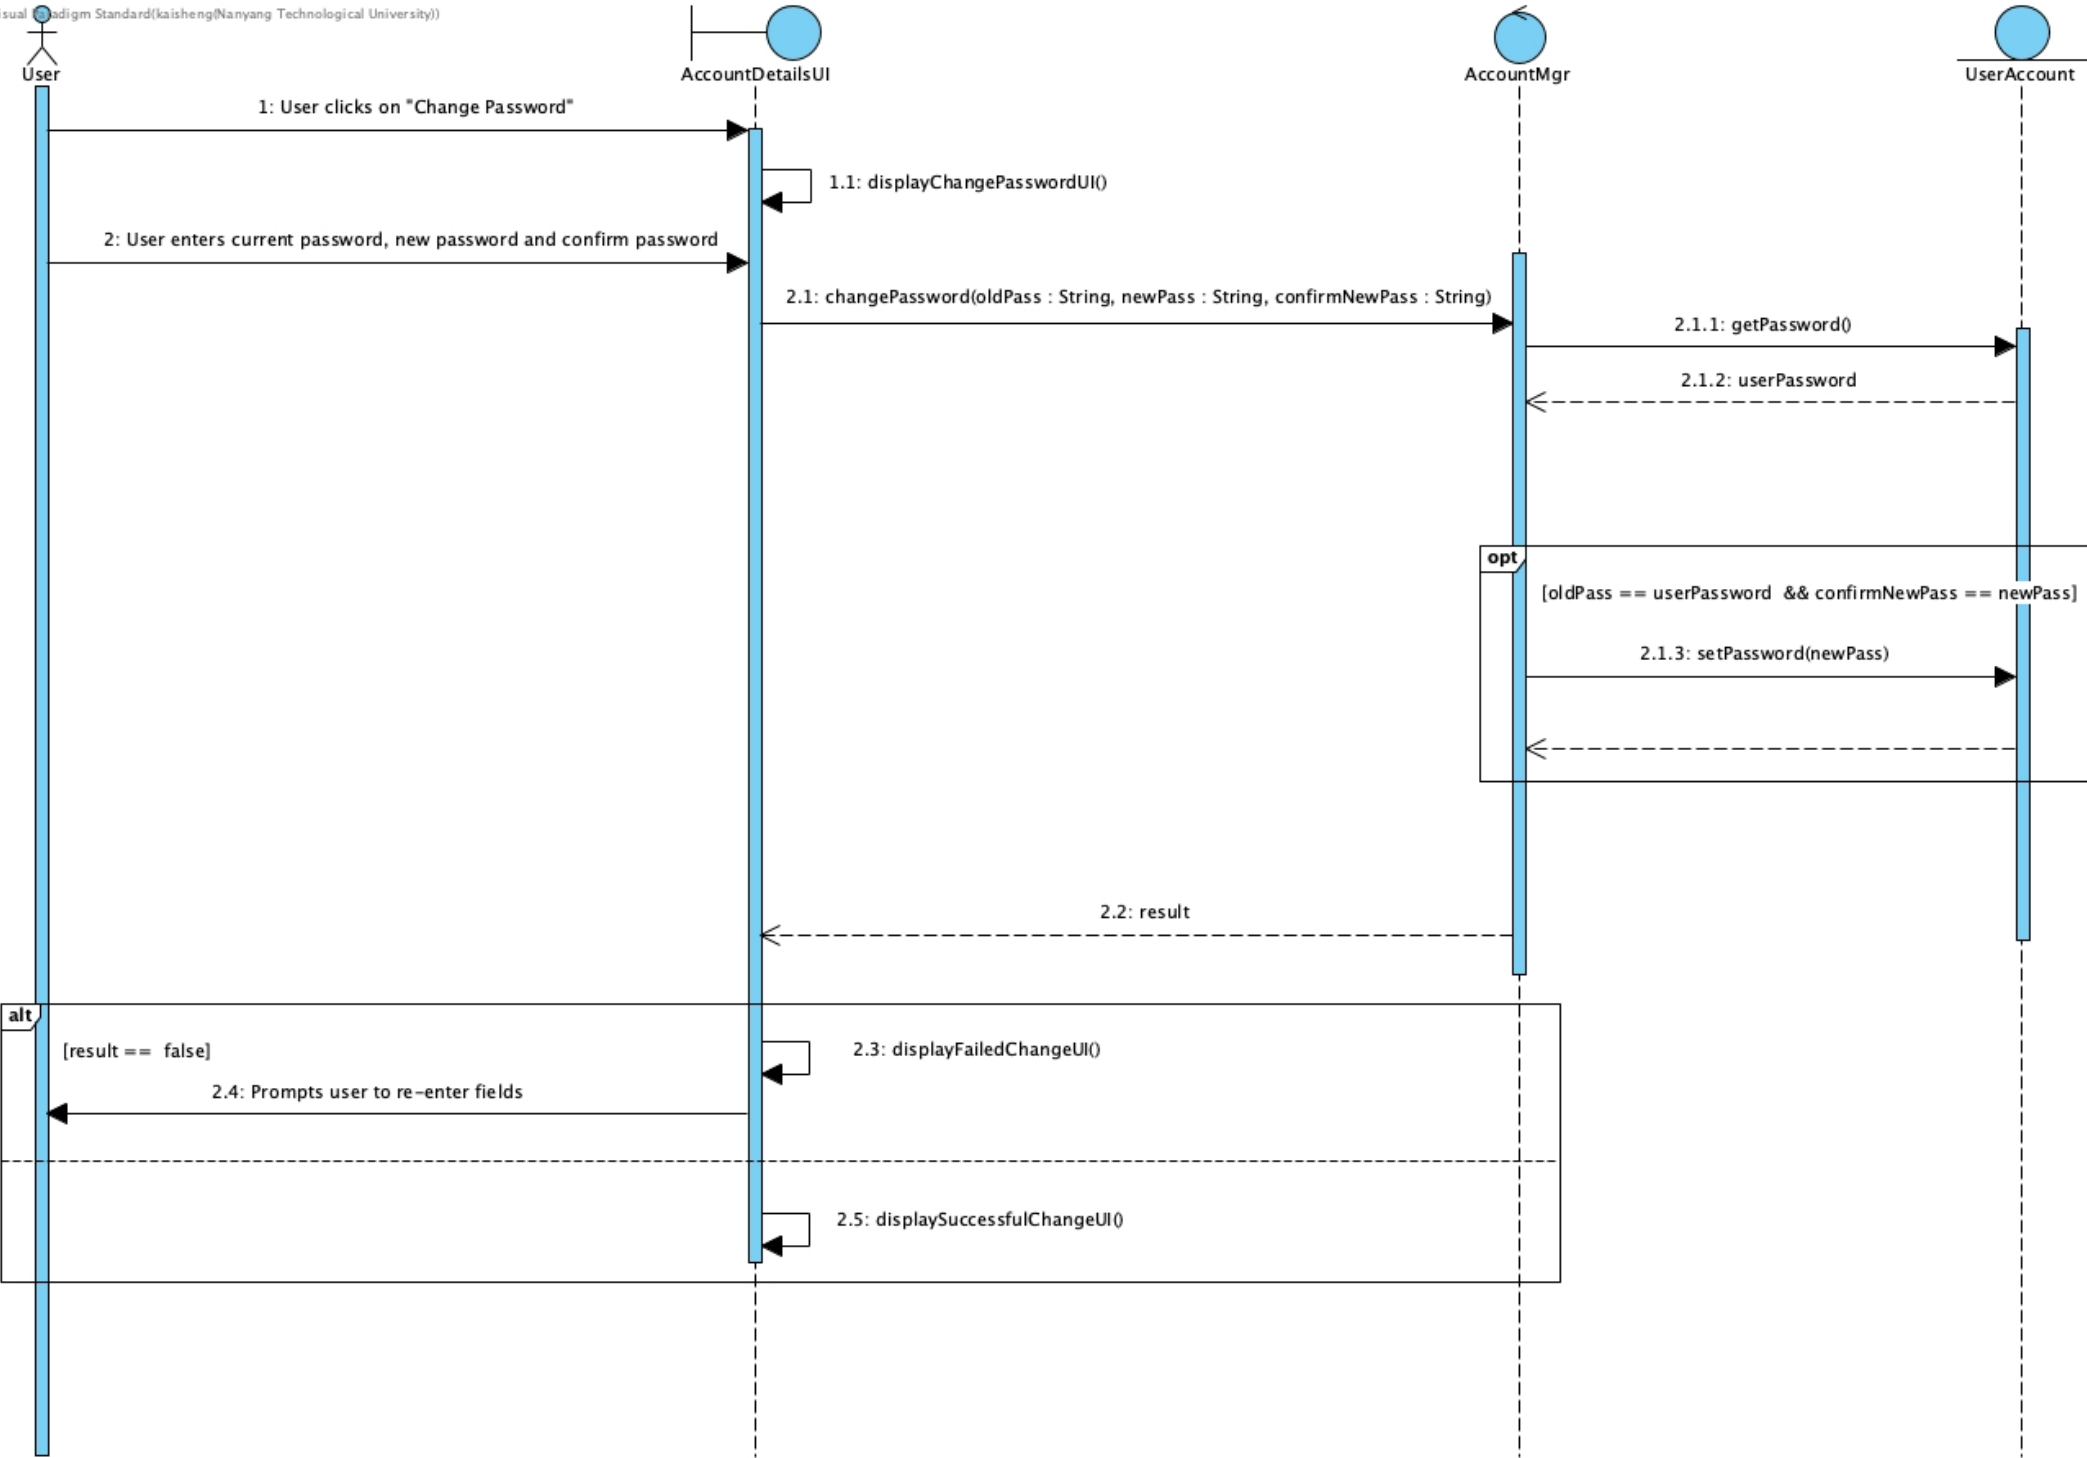 isual Paradigm Standard(kaisheng(Nanyang Technological University))
User
AccountDetailsUI
AccountMgr
UserAccount
1: User clicks on "Change Password"
1.1: displayChangePasswordUI()
2: User enters current password, new password and confirm password
2.1: changePassword(oldPass : String, newPass : String, confirmNewPass : String)
2.1.1: getPassword()
2.1.2: userPassword
opt
[oldPass == userPassword && confirmNewPass == newPass]
2.1.3: setPassword(newPass)
2.2: result
alt
[result == false]
2.3: displayFailedChangeUI()
2.4: Prompts user to re-enter fields
2.5: displaySuccessfulChangeUI()